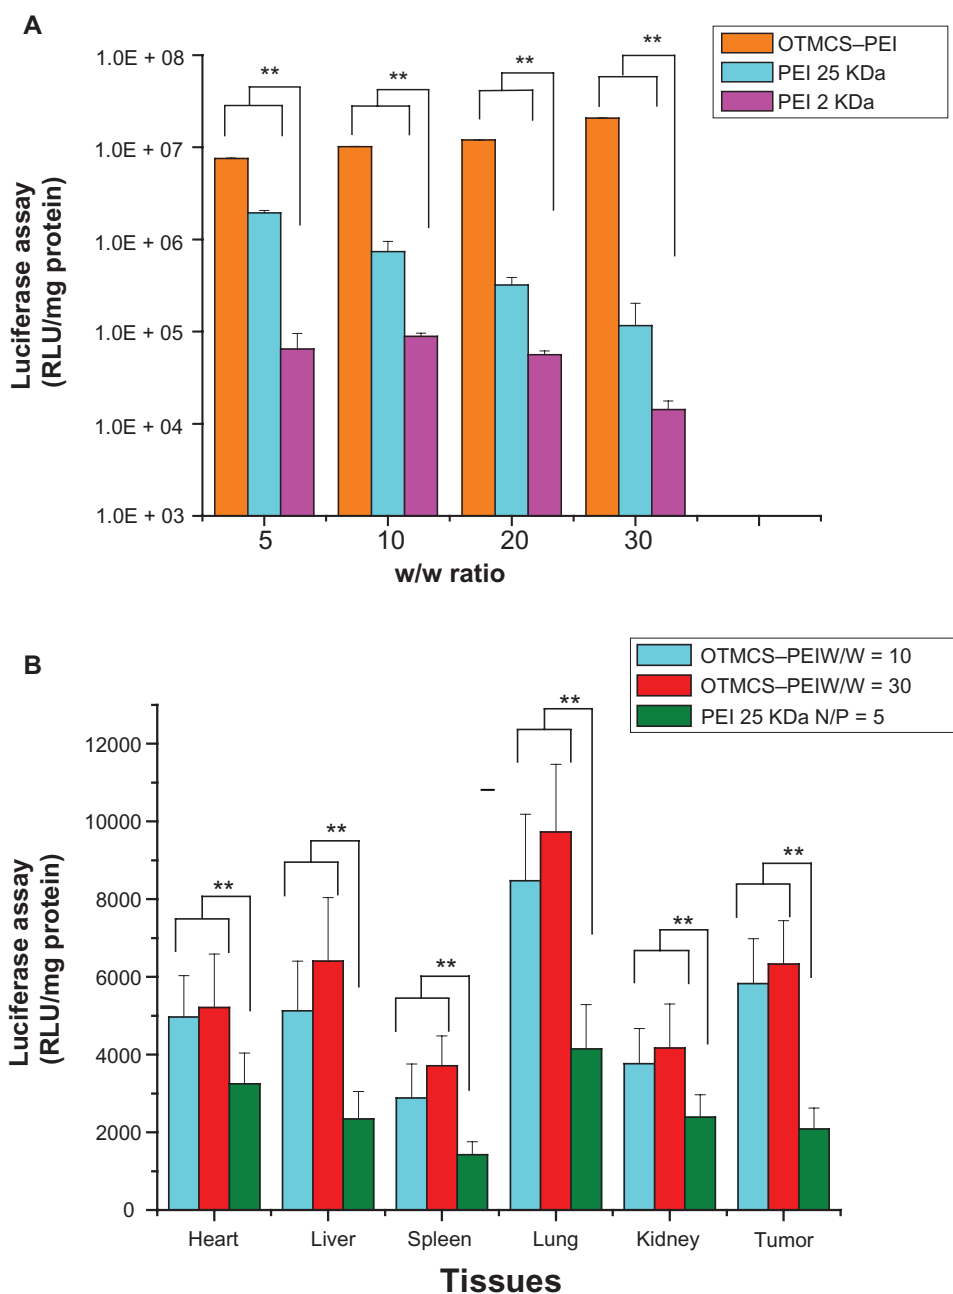 A
OTMCS–PEI
PEI 25 KDa
PEI 2 KDa
1.0E + 08
1.0E + 07
1.0E + 06
1.0E + 05
1.0E + 04
1.0E + 03
Luciferase assay
(RLU/mg protein)
**
**
**
**
5 10 20 30
w/w ratio
B
OTMCS–PEIW/W = 10
OTMCS–PEIW/W = 30
PEI 25 KDa N/P = 5
12000
10000
8000
6000
4000
2000
0
Luciferase assay
(RLU/mg protein)
**
**
**
**
**
**
Heart Liver Spleen Lung Kidney Tumor
Tissues